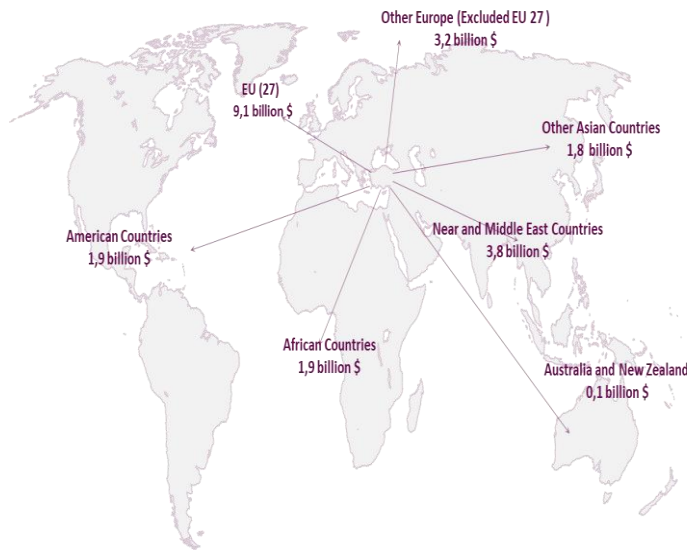 Other Europe (Excluded EU 27 )
3,2 billion $
EU (27)
9,1 billion $
Other Asian Countries
1,8 billion $
American Countries
1,9 billion $
Near and Middle East Countries
3,8 billion $
African Countries
1,9 billion $
Australia and New Zealand
0,1 billion $